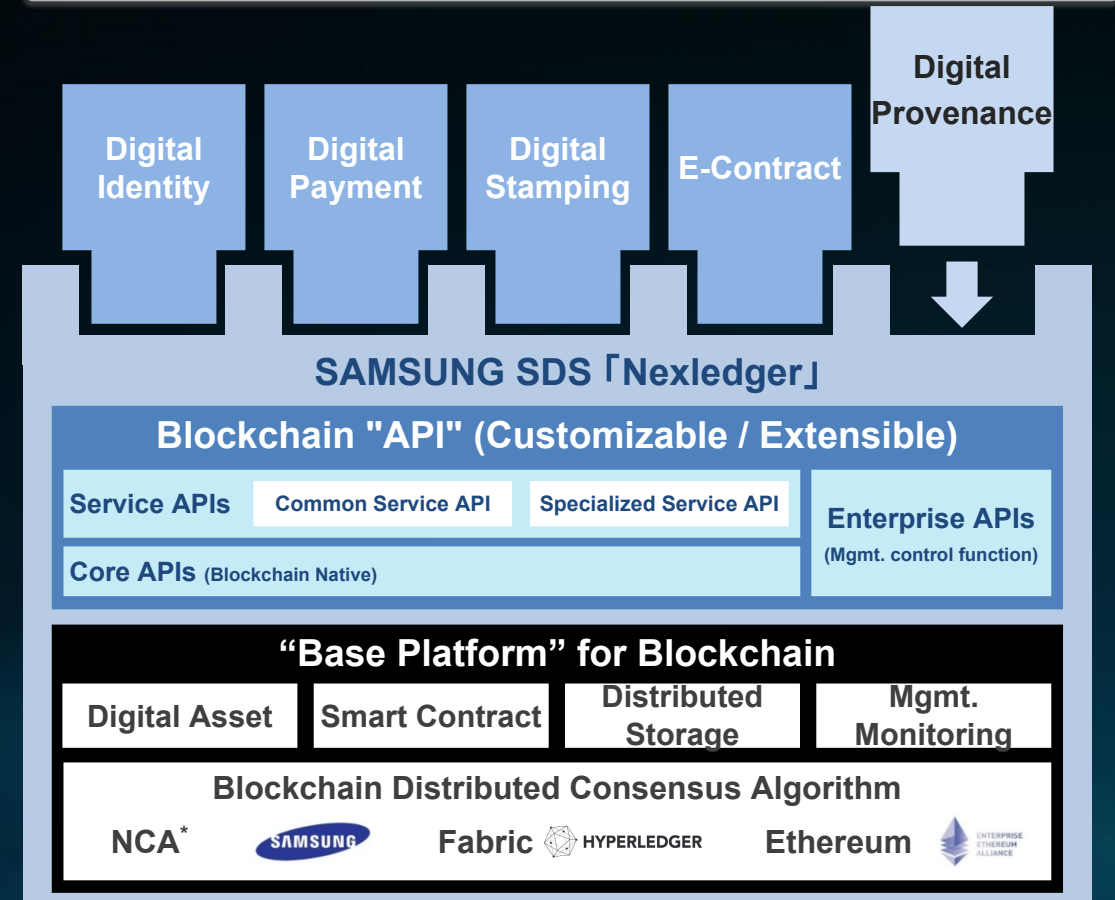 Digital
Identity
Digital
Payment
Digital
Stamping
E-Contract
Digital
Provenance
SAMSUNG SDS「Nexledger」
Blockchain "API" (Customizable / Extensible)
Service APIs
Common Service API
Specialized Service API
Enterprise APIs
(Mgmt. control function)
Core APIs (Blockchain Native)
“Base Platform” for Blockchain
Digital Asset
Smart Contract
Distributed
Storage
Mgmt.
Monitoring
Blockchain Distributed Consensus Algorithm
NCA*
SAMSUNG
Fabric
HYPERLEDGER
Ethereum
ENTERPRISE
ETHEREUM
ALLIANCE